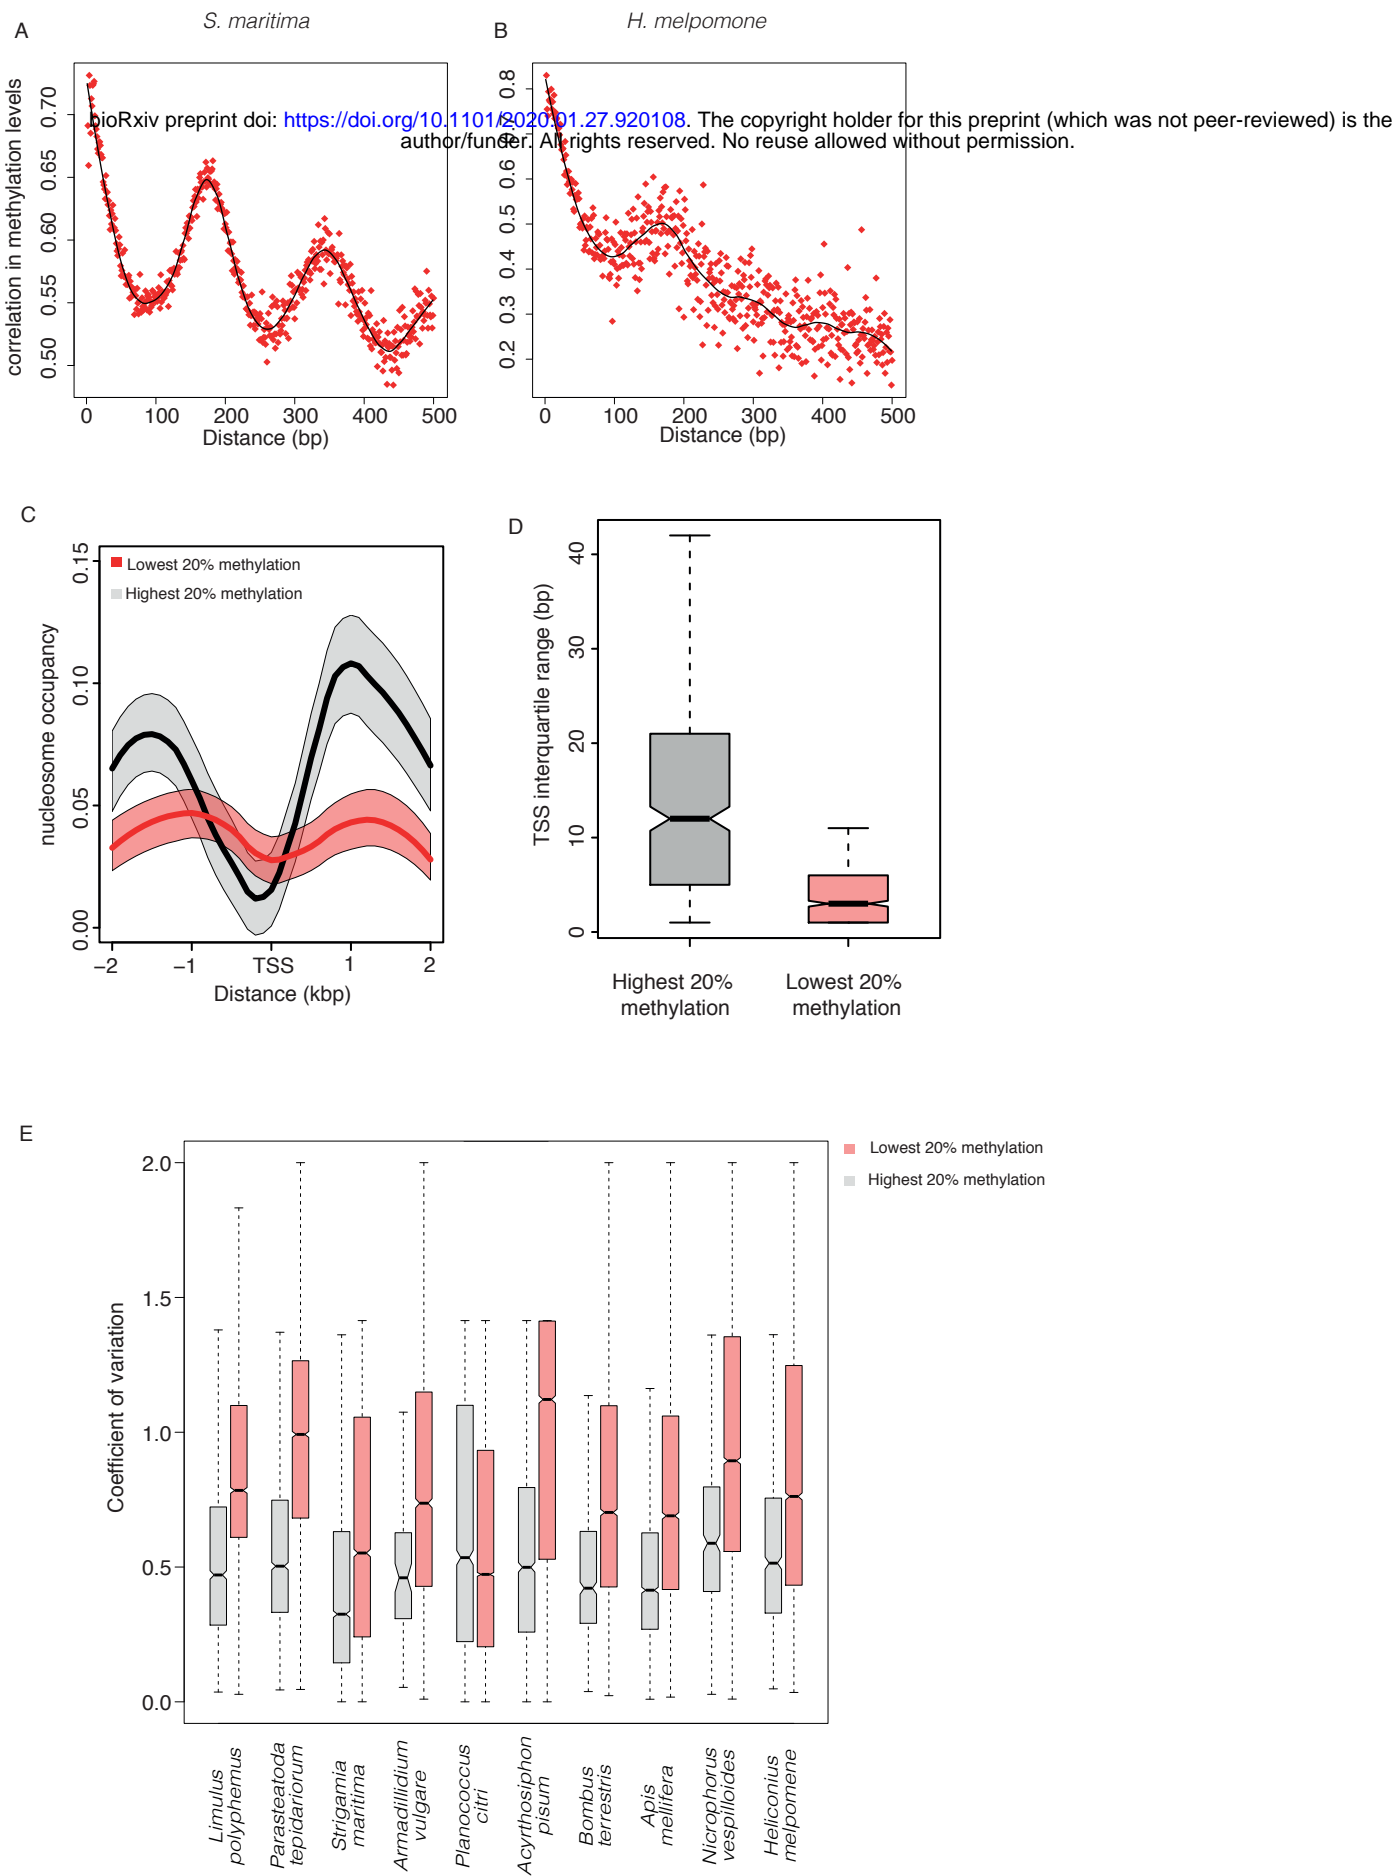 A
S. maritima
B
H. melpomone
bioRxiv preprint doi: https://doi.org/10.1101/2020.01.27.920108. The copyright holder for this preprint (which was not peer-reviewed) is the
author/funder. All rights reserved. No reuse allowed without permission.
correlation in methylation levels
0.70
0.65
0.60
0.55
0.50
0 100 200 300 400 500
Distance (bp)
0.8
0.7
0.6
0.5
0.4
0.3
0.2
0 100 200 300 400 500
Distance (bp)
C
nucleosome occupancy
0.15
0.10
0.05
0.00
Lowest 20% methylation
Highest 20% methylation
−2 −1 TSS 1 2
Distance (kbp)
D
TSS interquartile range (bp)
40
30
20
10
0
Highest 20%
methylation
Lowest 20%
methylation
E
Coefficient of variation
2.0
1.5
1.0
0.5
0.0
Lowest 20% methylation
Highest 20% methylation
Limulus
polyphemus
Parasteatoda
tepidariorum
Strigamia
maritima
Armadillidium
vulgare
Planococcus
citri
Acyrthosiphon
pisum
Bombus
terrestris
Apis
mellifera
Nicrophorus
vespilloides
Heliconius
melpomene